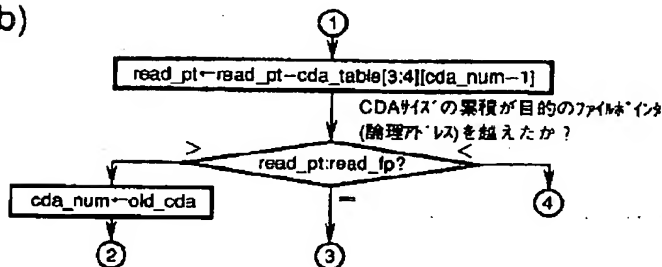 b)
①
read_pt←read_pt−cda_table[3:4][cda_num−1]
CDAサイズの累積が目的のファイルポインタ
(論理アドレス)を越えたか?
> read_pt:read_fp? <
cda_num←old_cda
=
④
② ③